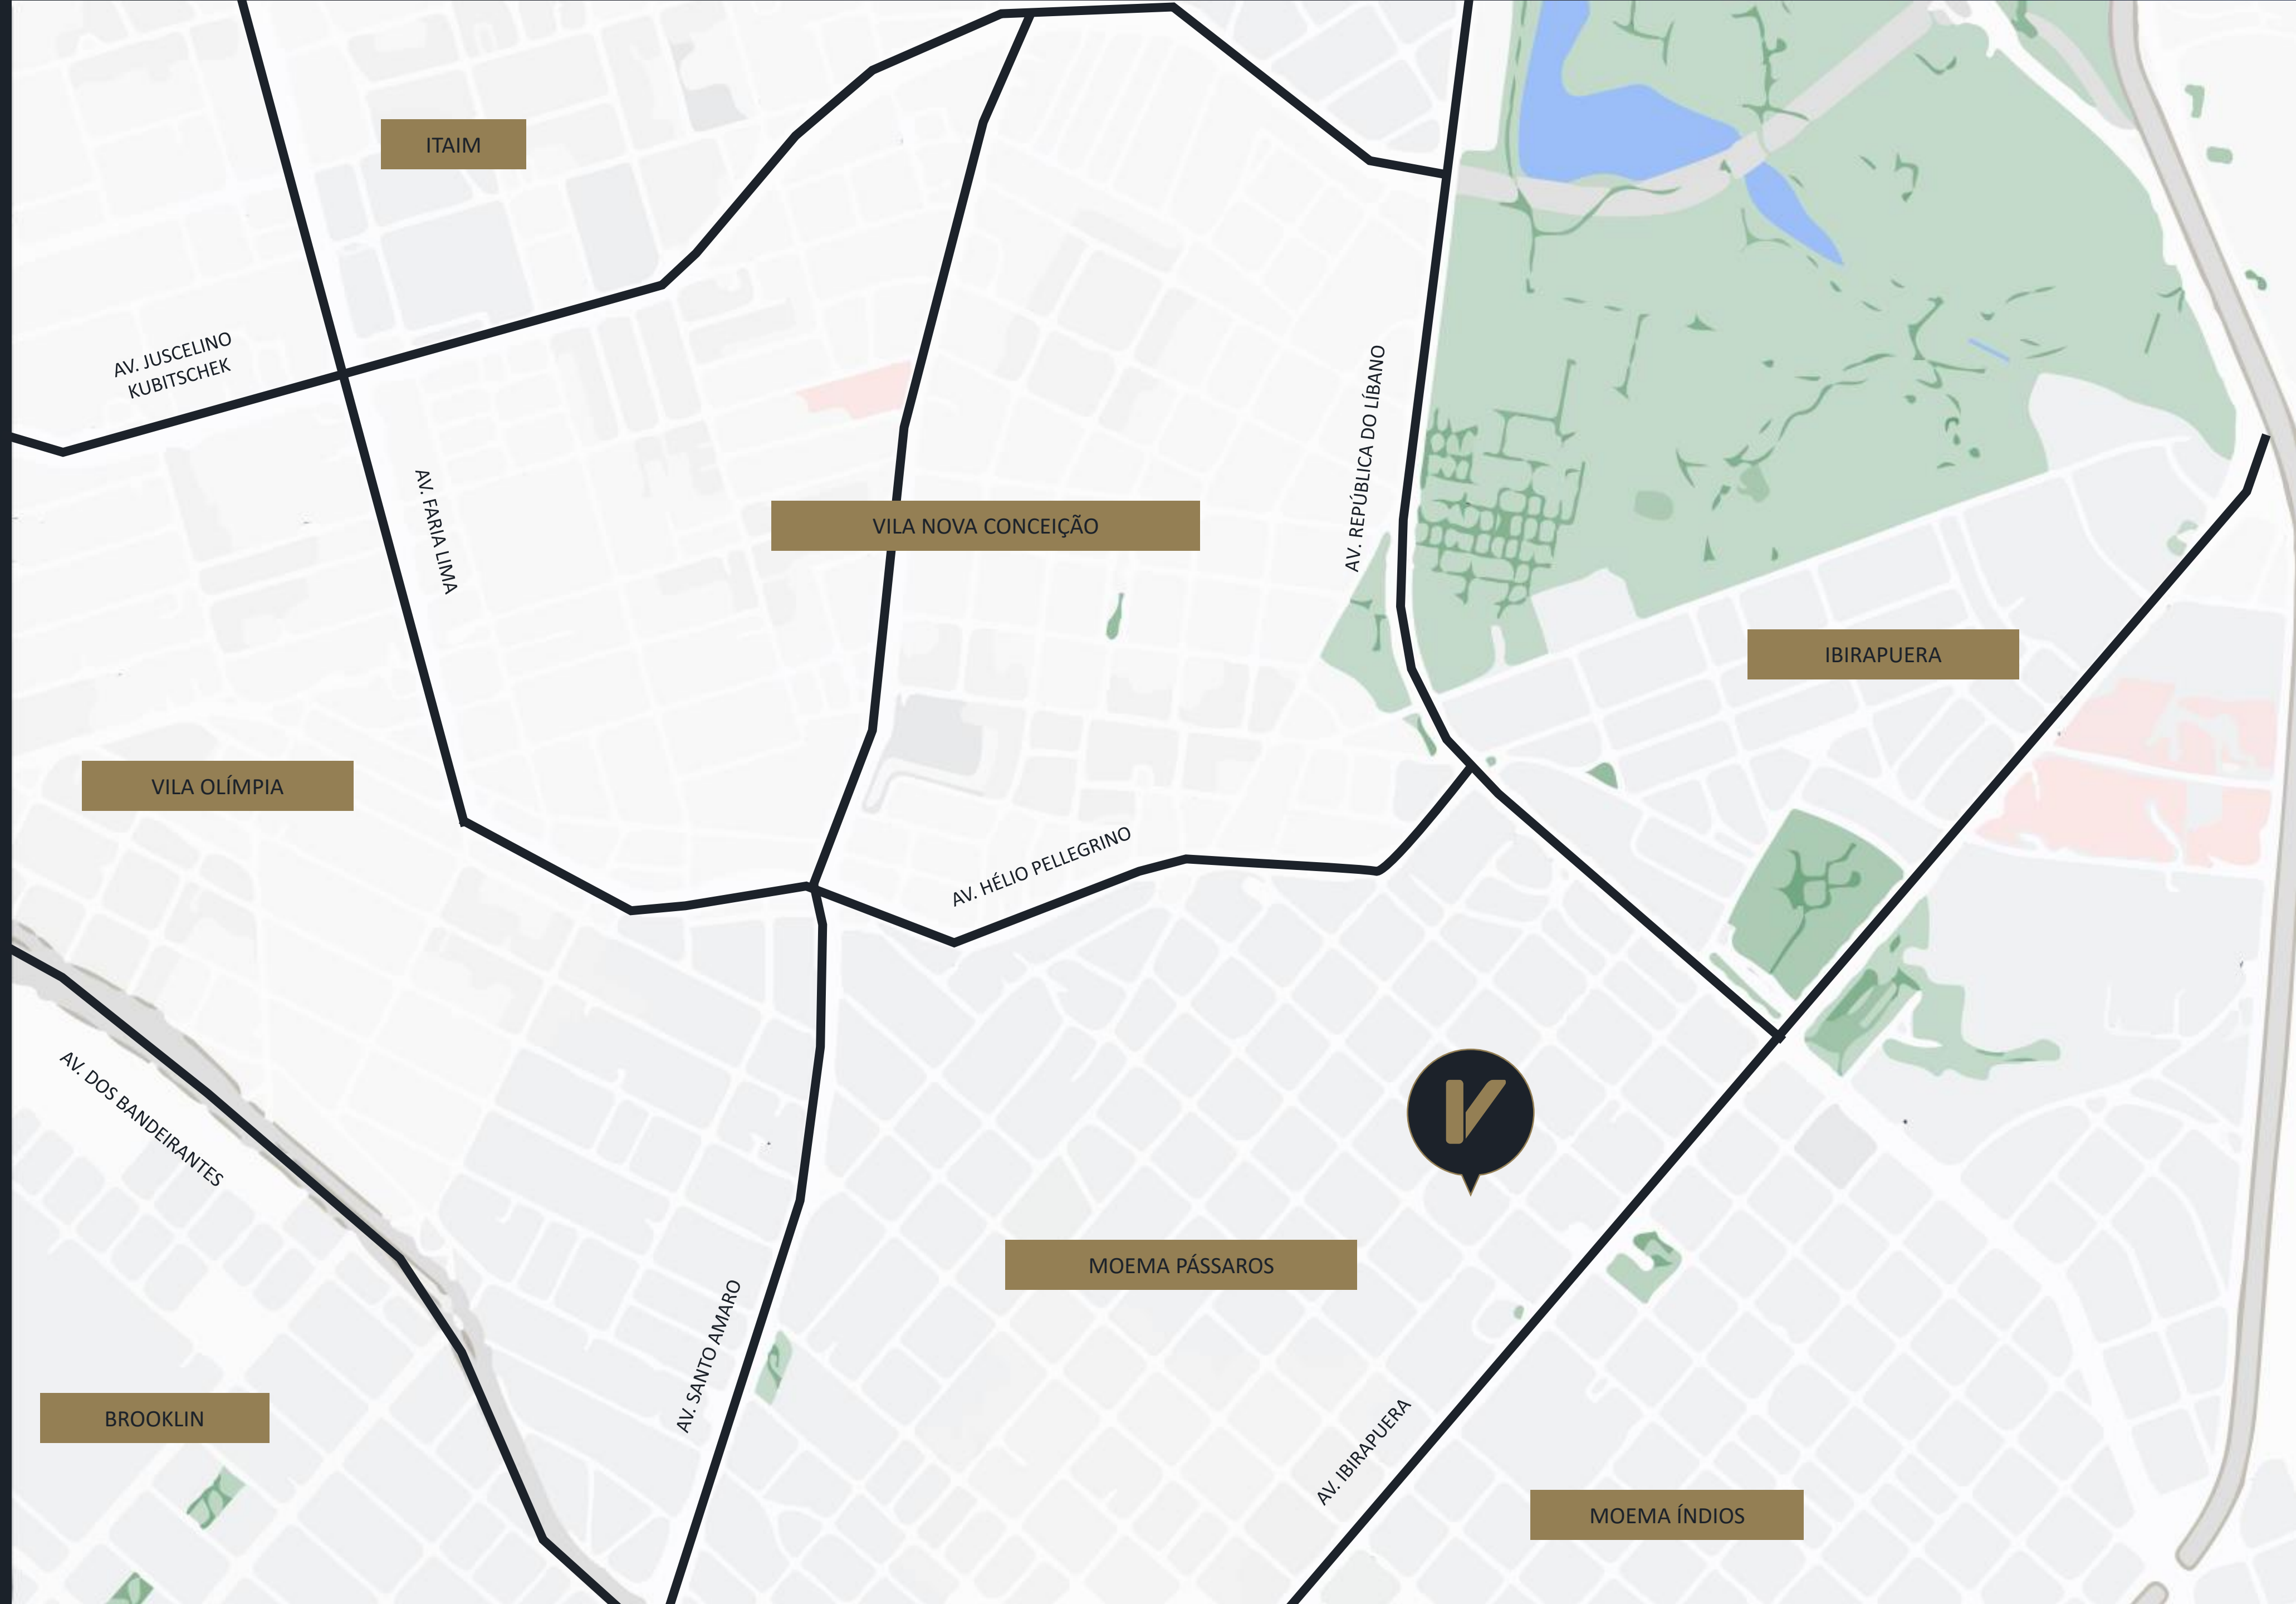 ITAIM
AV. JUSCELINO
KUBITSCHEK
AV. FARIA LIMA
VILA NOVA CONCEIÇÃO
AV. REPÚBLICA DO LÍBANO
IBIRAPUERA
VILA OLÍMPIA
AV. HÉLIO PELLEGRINO
AV. DOS BANDEIRANTES
MOEMA PÁSSAROS
AV. SANTO AMARO
BROOKLIN
AV. IBIRAPUERA
MOEMA ÍNDIOS